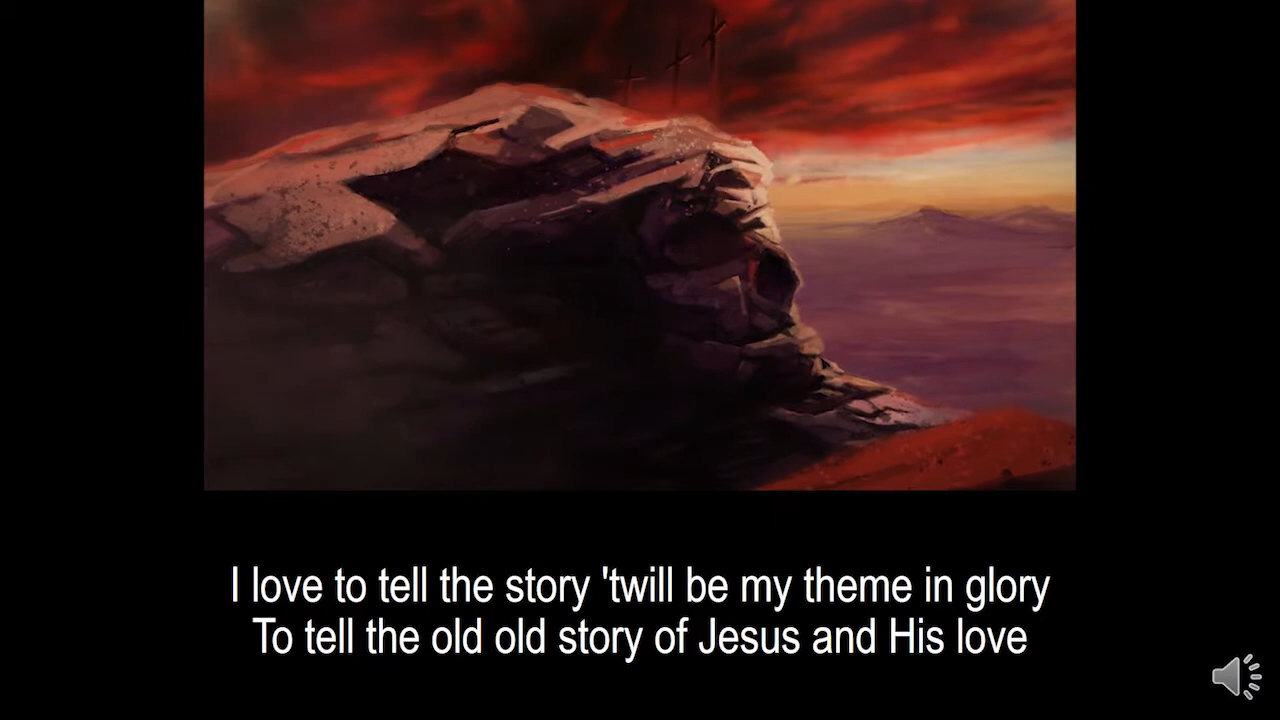 I love to tell the story 'twill be my theme in glory
To tell the old old story of Jesus and His love